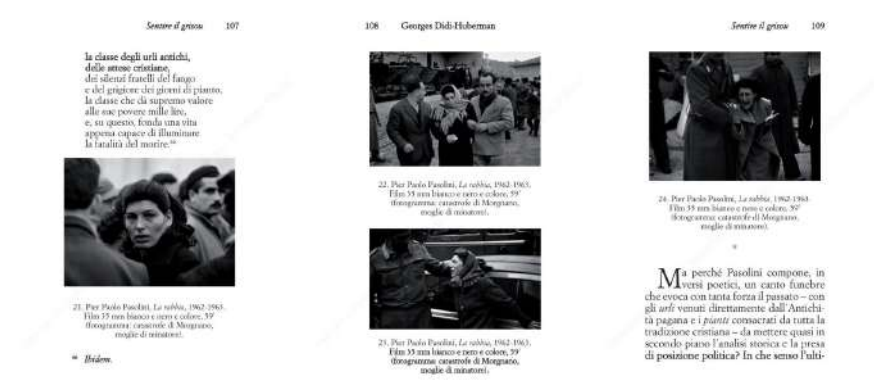 Sentire il grisou 107
la classe degli urli antichi,
delle attese cristiane,
dei silenzi fratelli del fango
e del grigiore dei giorni di pianto,
la classe che dà supremo valore
alle sue povere mille lire,
e, su questo, fonda una vita
appena capace di illuminare
la fatalità del morire.
21. Pier Paolo Pasolini, La rabbia, 1962-1963.
Film 35 mm bianco e nero e colore, 53'
(fotogramma: catastrofe di Morgnano,
moglie di minatore).
Ibidem.
108 Georges Didi-Huberman
22. Pier Paolo Pasolini, La rabbia, 1962-1963.
Film 35 mm bianco e nero e colore, 53'
(fotogramma: catastrofe di Morgnano,
moglie di minatore).
23. Pier Paolo Pasolini, La rabbia, 1962-1963.
Film 35 mm bianco e nero e colore, 53'
(fotogramma: catastrofe di Morgnano,
moglie di minatore).
Sentire il grisou 109
24. Pier Paolo Pasolini, La rabbia, 1962-1963.
Film 35 mm bianco e nero e colore, 53'
(fotogramma: catastrofe di Morgnano,
moglie di minatore).
*
Ma perché Pasolini compone, in
versi poetici, un canto funebre
che evoca con tanta forza il passato – con
gli urli venuti direttamente dall'Antichi-
tà pagana e i pianti consacrati da tutta la
tradizione cristiana – da mettere quasi in
secondo piano l'analisi storica e la presa
di posizione politica? In che senso l'ulti-